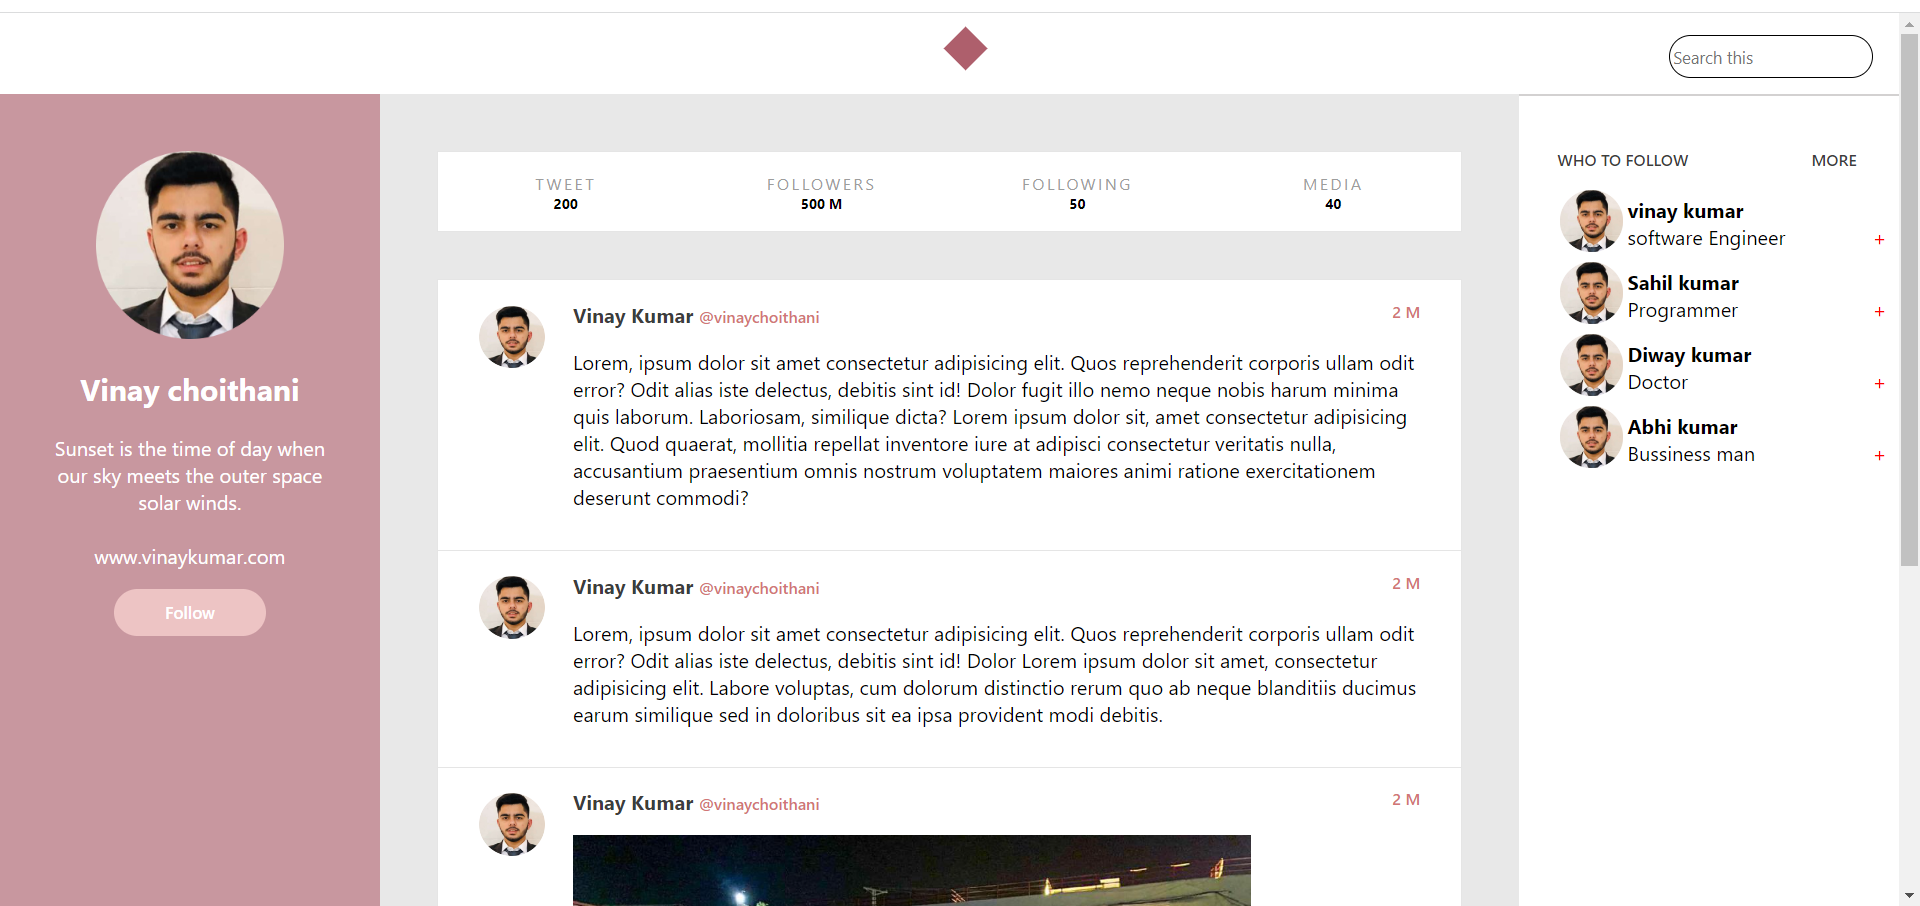 Search this
Vinay choithani
Sunset is the time of day when
our sky meets the outer space
solar winds.
www.vinaykumar.com
Follow
TWEET
200
FOLLOWERS
500 M
FOLLOWING
50
MEDIA
40
Vinay Kumar @vinaychoithani
2 M
Lorem, ipsum dolor sit amet consectetur adipisicing elit. Quos reprehenderit corporis ullam odit
error? Odit alias iste delectus, debitis sint id! Dolor fugit illo nemo neque nobis harum minima
quis laborum. Laboriosam, similique dicta? Lorem ipsum dolor sit, amet consectetur adipisicing
elit. Quod quaerat, mollitia repellat inventore iure at adipisci consectetur veritatis nulla,
accusantium praesentium omnis nostrum voluptatem maiores animi ratione exercitationem
deserunt commodi?
Vinay Kumar @vinaychoithani
2 M
Lorem, ipsum dolor sit amet consectetur adipisicing elit. Quos reprehenderit corporis ullam odit
error? Odit alias iste delectus, debitis sint id! Dolor Lorem ipsum dolor sit amet, consectetur
adipisicing elit. Labore voluptas, cum dolorum distinctio rerum quo ab neque blanditiis ducimus
earum similique sed in doloribus sit ea ipsa provident modi debitis.
Vinay Kumar @vinaychoithani
2 M
WHO TO FOLLOW
MORE
vinay kumar
software Engineer
+
Sahil kumar
Programmer
+
Diway kumar
Doctor
+
Abhi kumar
Bussiness man
+